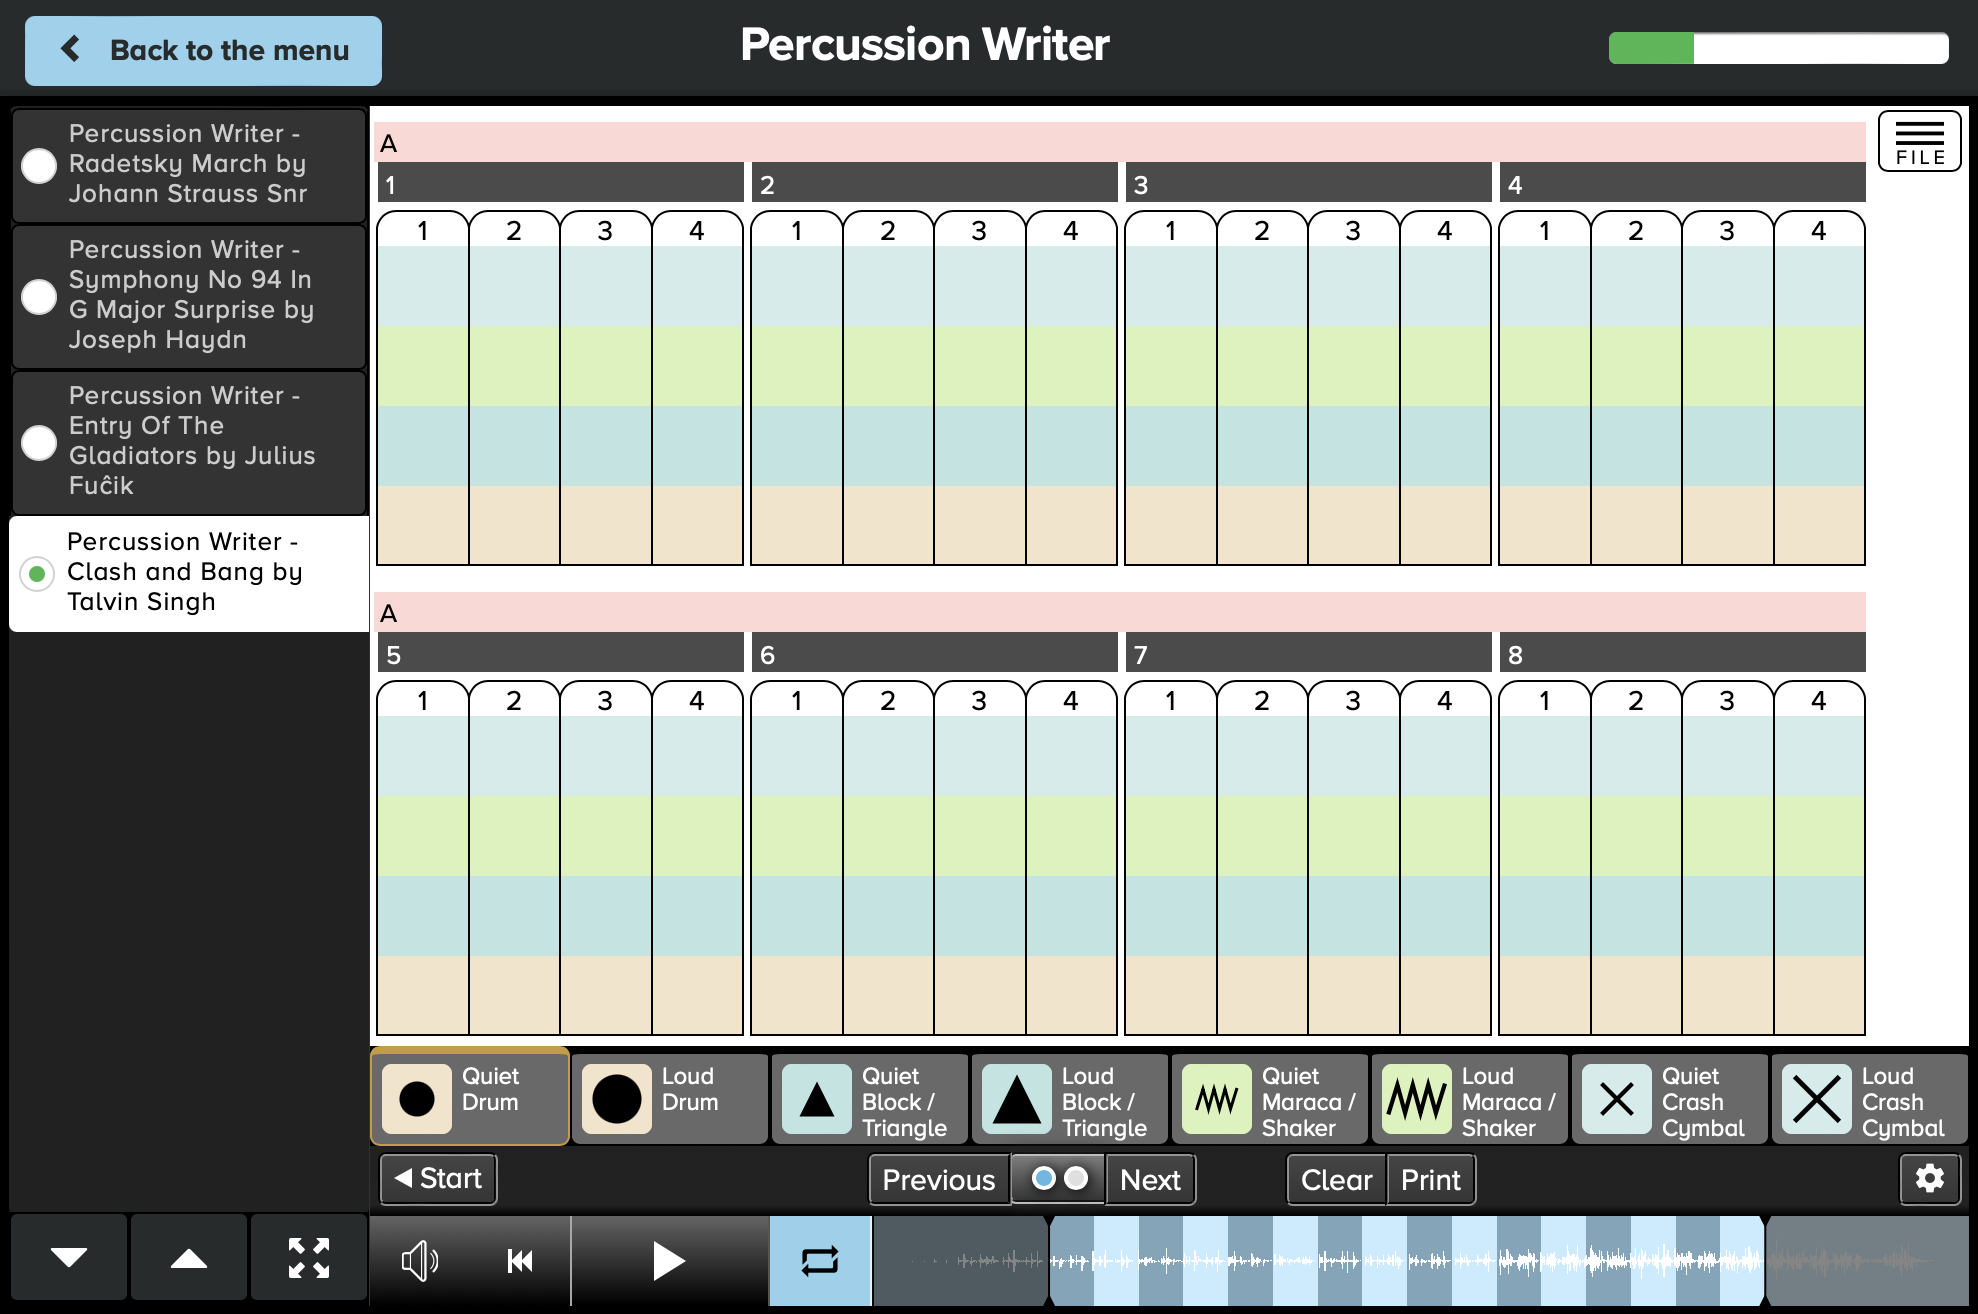 Back to the menu
Percussion Writer
Percussion Writer -
Radetsky March by
Johann Strauss Snr
Percussion Writer -
Symphony No 94 In
G Major Surprise by
Joseph Haydn
Percussion Writer -
Entry Of The
Gladiators by Julius
Fuĉik
Percussion Writer -
Clash and Bang by
Talvin Singh
FILE
A
1 2 3 4
1 2 3 4 1 2 3 4 1 2 3 4 1 2 3 4
A
5 6 7 8
1 2 3 4 1 2 3 4 1 2 3 4 1 2 3 4
Quiet
Drum
Loud
Drum
Quiet
Block /
Triangle
Loud
Block /
Triangle
Quiet
Maraca /
Shaker
Loud
Maraca /
Shaker
Quiet
Crash
Cymbal
Loud
Crash
Cymbal
Start
Previous
Next
Clear
Print